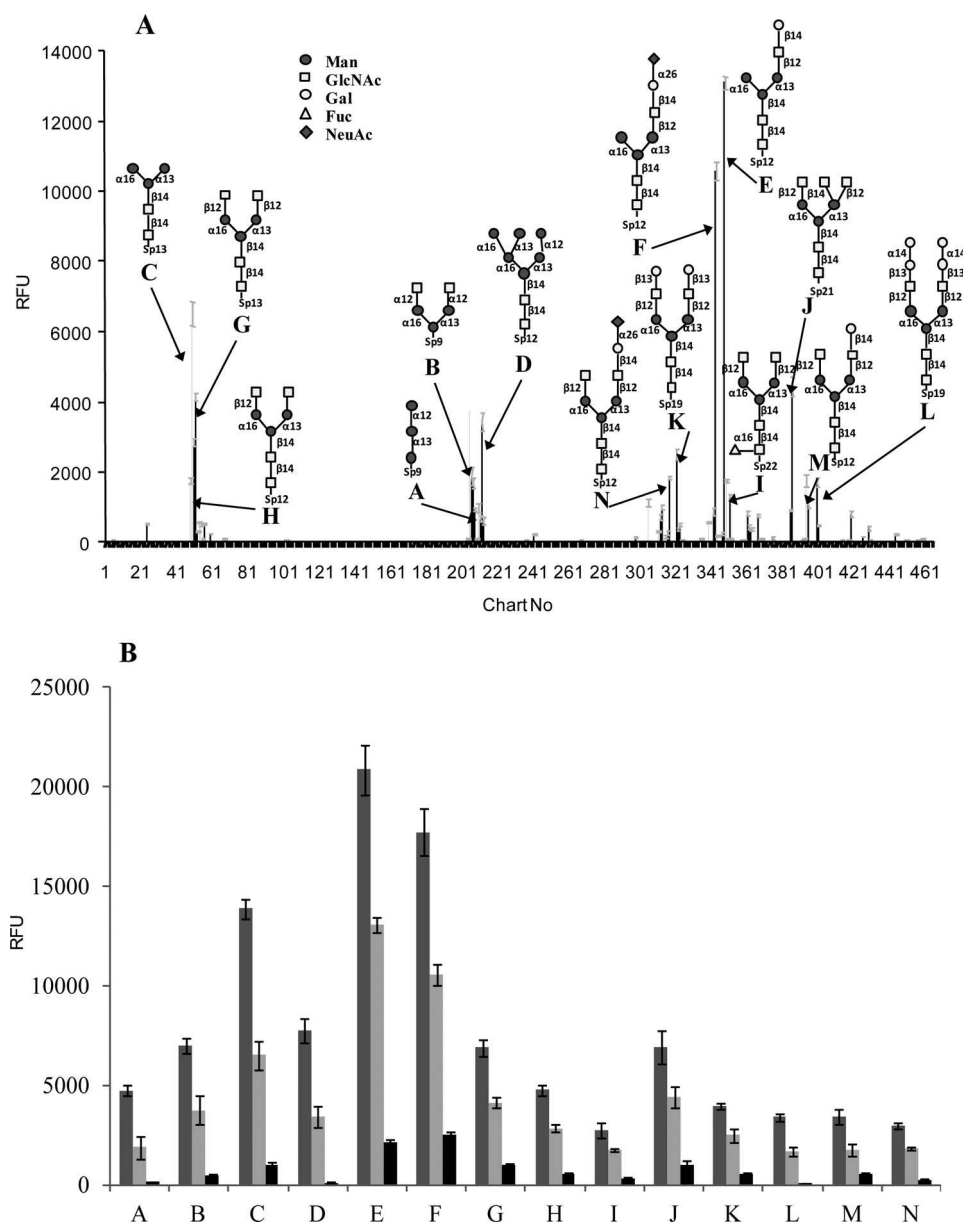 A
14000
12000
10000
8000
6000
4000
2000
0
RFU
Man
GlcNAc
Gal
Fuc
NeuAc
α16 α13
β14
β14
Sp13
C
β12 β12
α16 α13
β14
β14
Sp13
G
β12
α16 α13
β14
β14
Sp12
H
α12
α13
Sp9
A
α12 α12
α16 α13
Sp9
B
α16 α13 α12
α16 α13
β14
β14
Sp12
D
α26
β14
β12
α16 α13
β14
β14
Sp12
F
β14
β12
α16 α13
β14
β14
Sp12
E
α26
β14
β12 β12
α16 α13
β14
β14
Sp12
N
β13 β13
β12 β12
α16 α13
β14
β14
Sp19
K
β12 β14 β12
α16 α13
β14
β14
Sp21
J
β12 β12
α16 α13
β14
β14
α16
Sp22
I
β14
β12 β12
α16 α13
β14
β14
Sp12
M
α14 α14
β13 β13
β12 β12
α16 α13
β14
β14
Sp19
L
1 21 41 61 81 101 121 141 161 181 201 221 241 261 281 301 321 341 361 381 401 421 441 461
Chart No
B
25000
20000
15000
10000
5000
0
RFU
A B C D E F G H I J K L M N